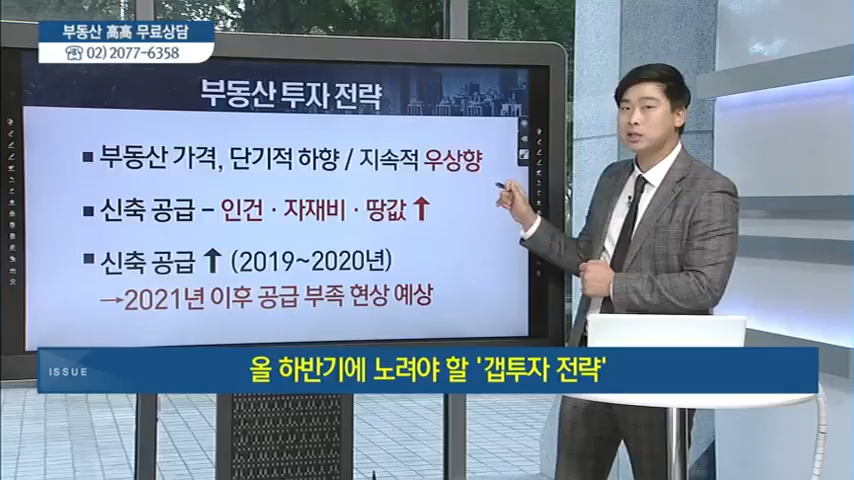 부동산 高高 무료상담
☎ 02) 2077-6358
부동산 투자 전략
■ 부동산 가격, 단기적 하향 / 지속적 우상향
■ 신축 공급 – 인건 · 자재비 · 땅값 ↑
■ 신축 공급 ↑ (2019~2020년)
→2021년 이후 공급 부족 현상 예상
ISSUE
올 하반기에 노려야 할 '갭투자 전략'